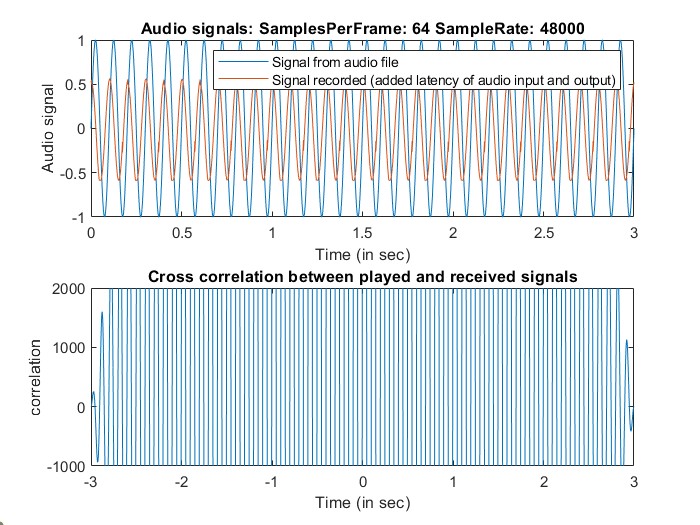 Audio signals: SamplesPerFrame: 64 SampleRate: 48000
1
0.5
0
-0.5
-1
Audio signal
Signal from audio file
Signal recorded (added latency of audio input and output)
0 0.5 1 1.5 2 2.5 3
Time (in sec)
Cross correlation between played and received signals
2000
1000
0
-1000
correlation
-3 -2 -1 0 1 2 3
Time (in sec)